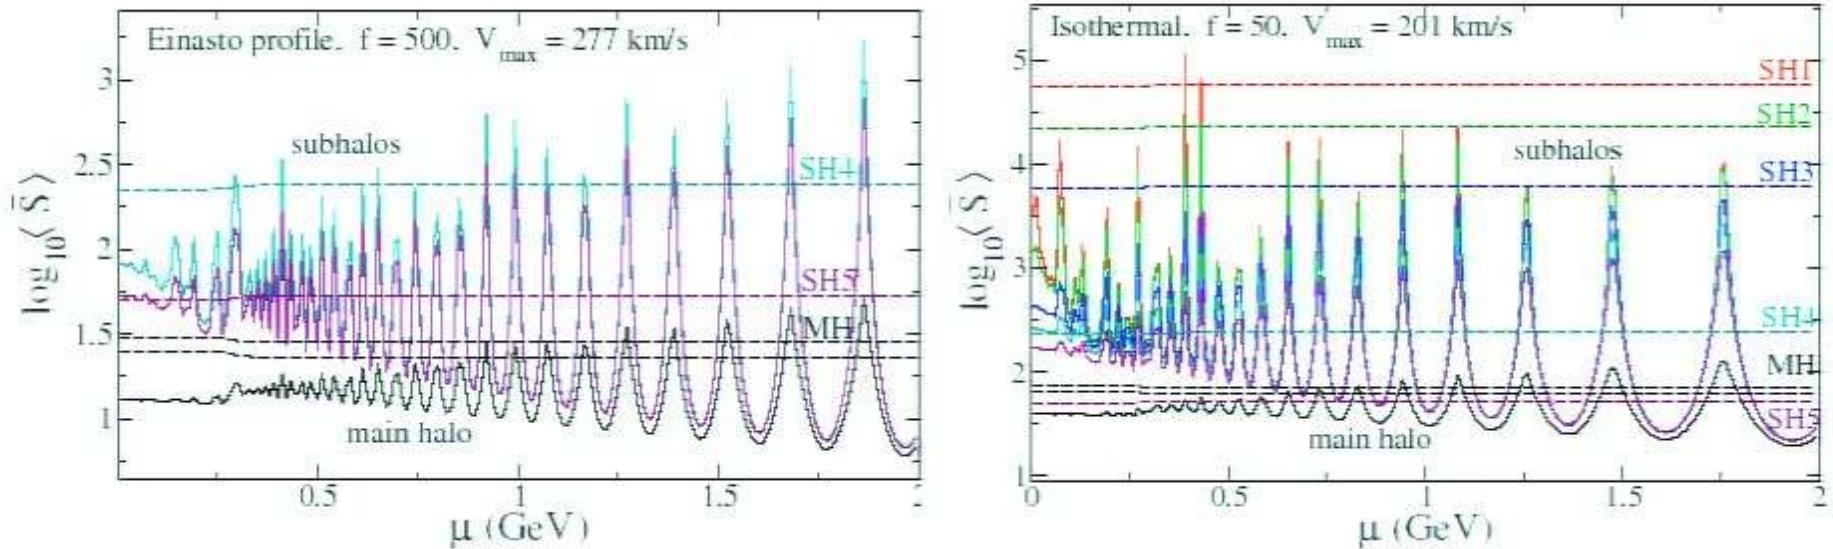 Einasto profile. f = 500. V_max = 277 km/s
3
2.5
2
1.5
1
log₁₀⟨S̄⟩
subhalos
SH4
SH5
MH
main halo
0.5
1
1.5
2
μ (GeV)
Isothermal. f = 50. V_max = 201 km/s
5
4
3
2
1
log₁₀⟨S̄⟩
SH1
SH2
subhalos
SH3
SH4
MH
SH5
main halo
0
0.5
1
1.5
2
μ (GeV)